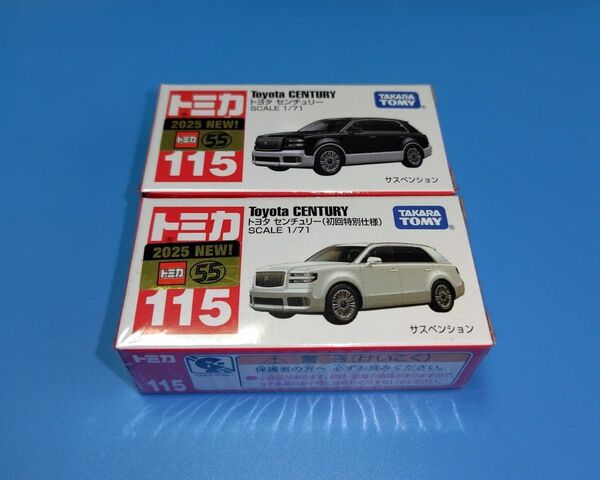 トミカ
2025 NEW!
トミカ 55
115
Toyota CENTURY
トヨタ センチュリー
SCALE 1/71
TAKARA
TOMY
サスペンション
トミカ
2025 NEW!
トミカ 55
115
Toyota CENTURY
トヨタ センチュリー(初回特別仕様)
SCALE 1/71
TAKARA
TOMY
サスペンション
トミカ
115
警告(けいこく)
保護者の方へ 必ずお読みください。